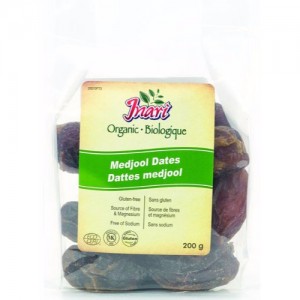 Inari
Organic • Biologique
Medjool Dates
Dattes medjool
Gluten-free Sans gluten
Source of Fibre Source de fibres
& Magnesium et magnésium
Free of Sodium Sans sodium
200 g